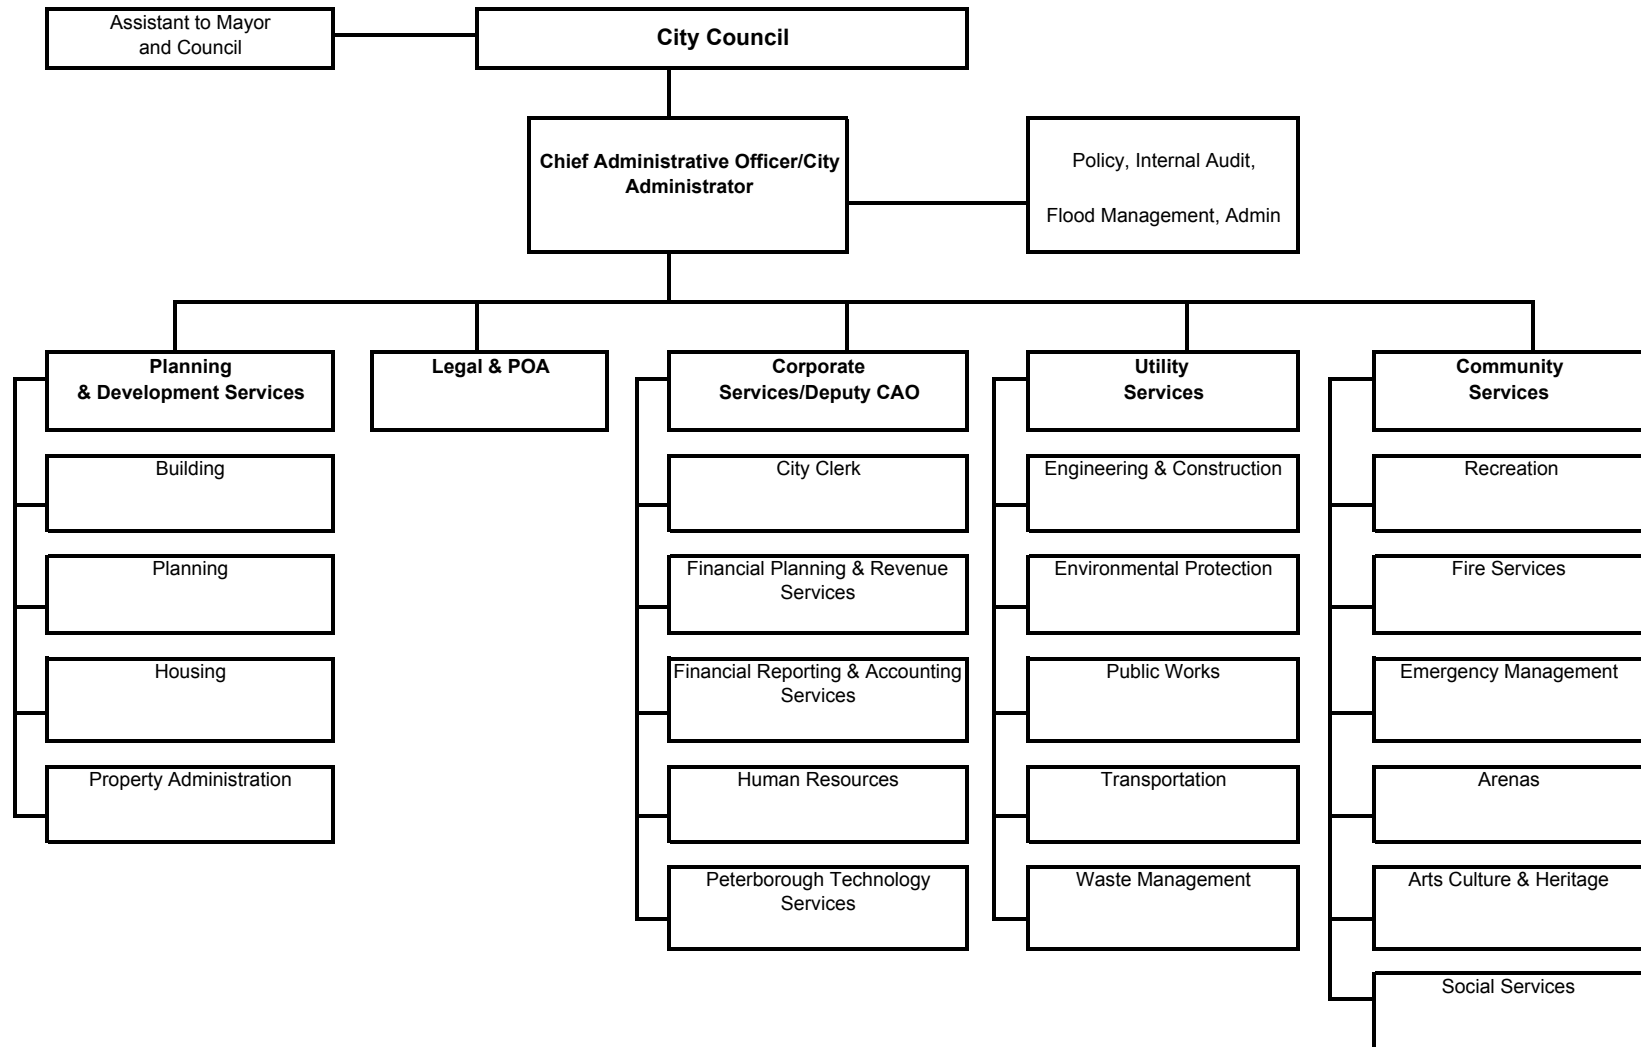 Assistant to Mayor
and Council
City Council
Chief Administrative Officer/City
Administrator
Policy, Internal Audit,
Flood Management, Admin
Planning
& Development Services
Legal & POA
Corporate
Services/Deputy CAO
Utility
Services
Community
Services
Building
City Clerk
Engineering & Construction
Recreation
Planning
Financial Planning & Revenue
Services
Environmental Protection
Fire Services
Housing
Financial Reporting & Accounting
Services
Public Works
Emergency Management
Property Administration
Human Resources
Transportation
Arenas
Peterborough Technology
Services
Waste Management
Arts Culture & Heritage
Social Services